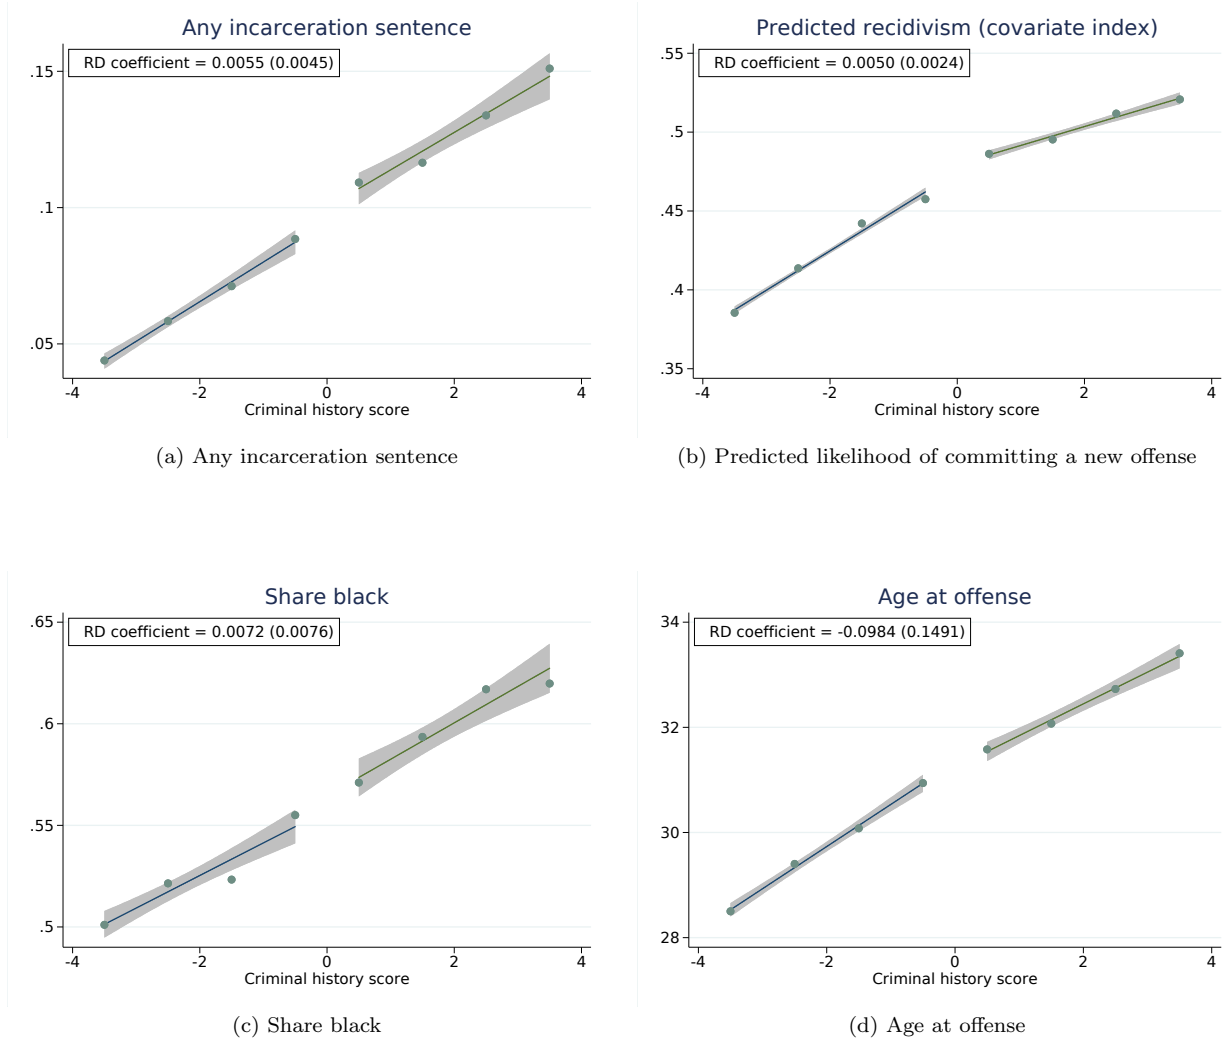 Any incarceration sentence
RD coefficient = 0.0055 (0.0045)
.15
.1
.05
-4 -2 0 2 4
Criminal history score
(a) Any incarceration sentence
Predicted recidivism (covariate index)
RD coefficient = 0.0050 (0.0024)
.55
.5
.45
.4
.35
-4 -2 0 2 4
Criminal history score
(b) Predicted likelihood of committing a new offense
Share black
RD coefficient = 0.0072 (0.0076)
.65
.6
.55
.5
-4 -2 0 2 4
Criminal history score
(c) Share black
Age at offense
RD coefficient = -0.0984 (0.1491)
34
32
30
28
-4 -2 0 2 4
Criminal history score
(d) Age at offense